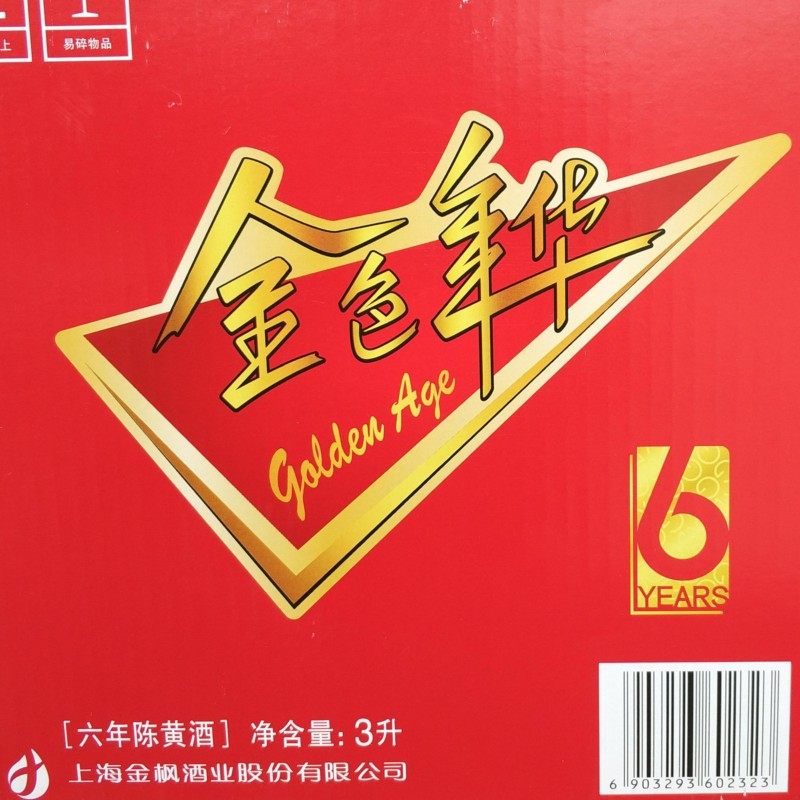 上
易碎物品
金色年华
Golden Age
6
YEARS
[六年陈黄酒] 净含量: 3升
上海金枫酒业股份有限公司
6 903293 602323